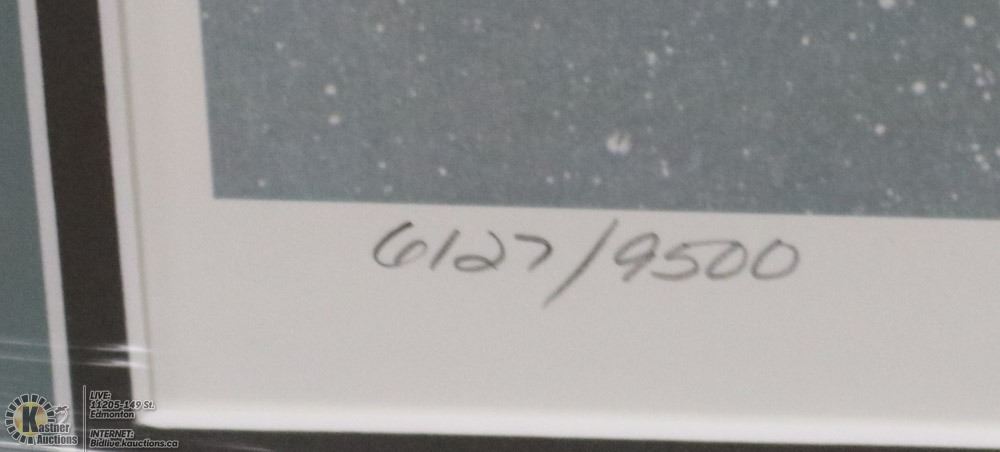 6127/9500
Kastner
Auctions
LIVE:
11205-149 St.
Edmonton
INTERNET:
Bidlive.kauctions.ca